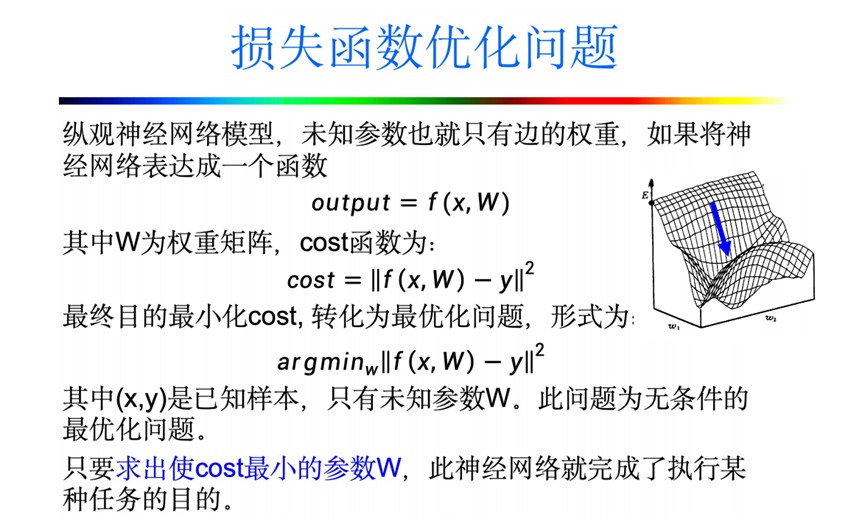 损失函数优化问题
纵观神经网络模型，未知参数也就只有边的权重，如果将神
经网络表达成一个函数
output = f(x,W)
其中W为权重矩阵，cost函数为：
cost = ‖f(x,W) − y‖²
最终目的最小化cost, 转化为最优化问题，形式为：
argmin_w‖f(x,W) − y‖²
其中(x,y)是已知样本，只有未知参数W。此问题为无条件的
最优化问题。
只要求出使cost最小的参数W，此神经网络就完成了执行某
种任务的目的。
E
w₁
w₂